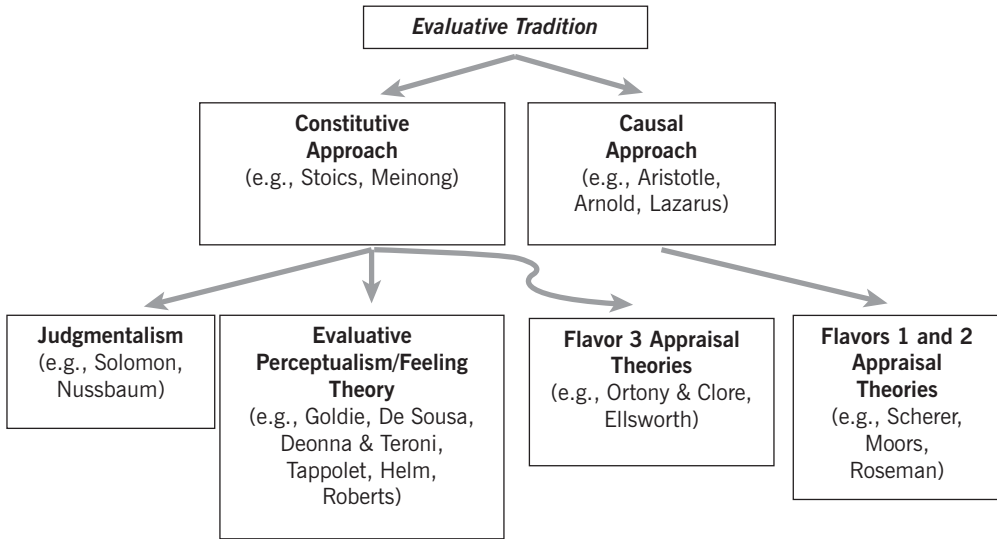 Evaluative Tradition
Constitutive
Approach
(e.g., Stoics, Meinong)
Causal
Approach
(e.g., Aristotle,
Arnold, Lazarus)
Judgmentalism
(e.g., Solomon,
Nussbaum)
Evaluative
Perceptualism/Feeling
Theory
(e.g., Goldie, De Sousa,
Deonna & Teroni,
Tappolet, Helm,
Roberts)
Flavor 3 Appraisal
Theories
(e.g., Ortony & Clore,
Ellsworth)
Flavors 1 and 2
Appraisal
Theories
(e.g., Scherer,
Moors,
Roseman)